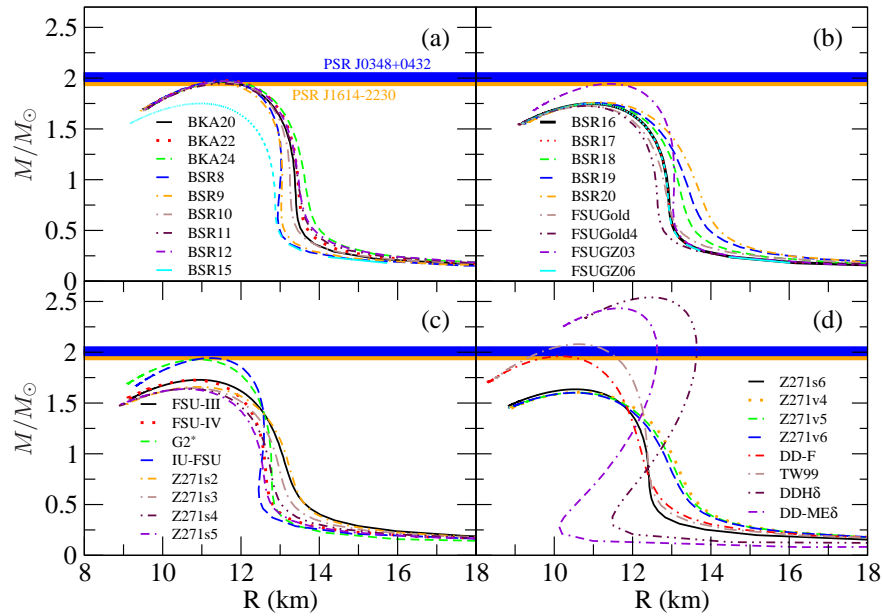 (a)
PSR J0348+0432
PSR J1614-2230
BKA20
BKA22
BKA24
BSR8
BSR9
BSR10
BSR11
BSR12
BSR15
(b)
BSR16
BSR17
BSR18
BSR19
BSR20
FSUGold
FSUGold4
FSUGZ03
FSUGZ06
M/M⊙
0
0.5
1
1.5
2
2.5
(c)
FSU-III
FSU-IV
G2*
IU-FSU
Z271s2
Z271s3
Z271s4
Z271s5
(d)
Z271s6
Z271v4
Z271v5
Z271v6
DD-F
TW99
DDHδ
DD-MEδ
M/M⊙
0
0.5
1
1.5
2
2.5
8 10 12 14 16 18
10 12 14 16 18
R (km)
R (km)